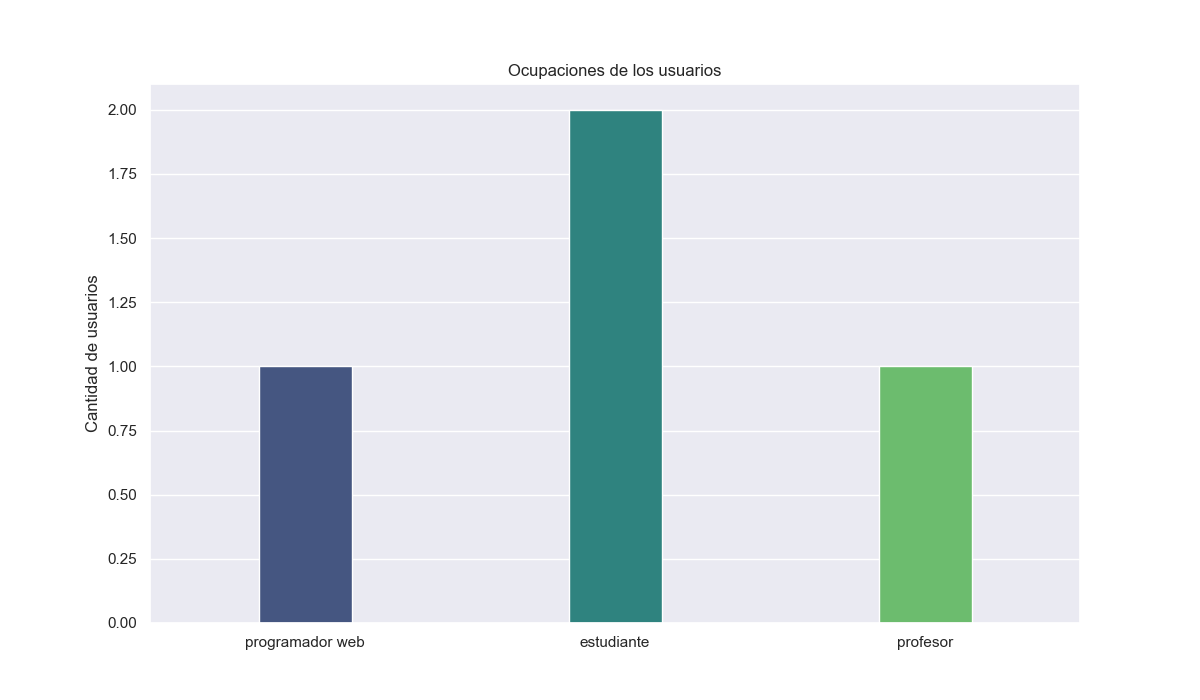 Ocupaciones de los usuarios
Cantidad de usuarios
2.00
1.75
1.50
1.25
1.00
0.75
0.50
0.25
0.00
programador web
estudiante
profesor